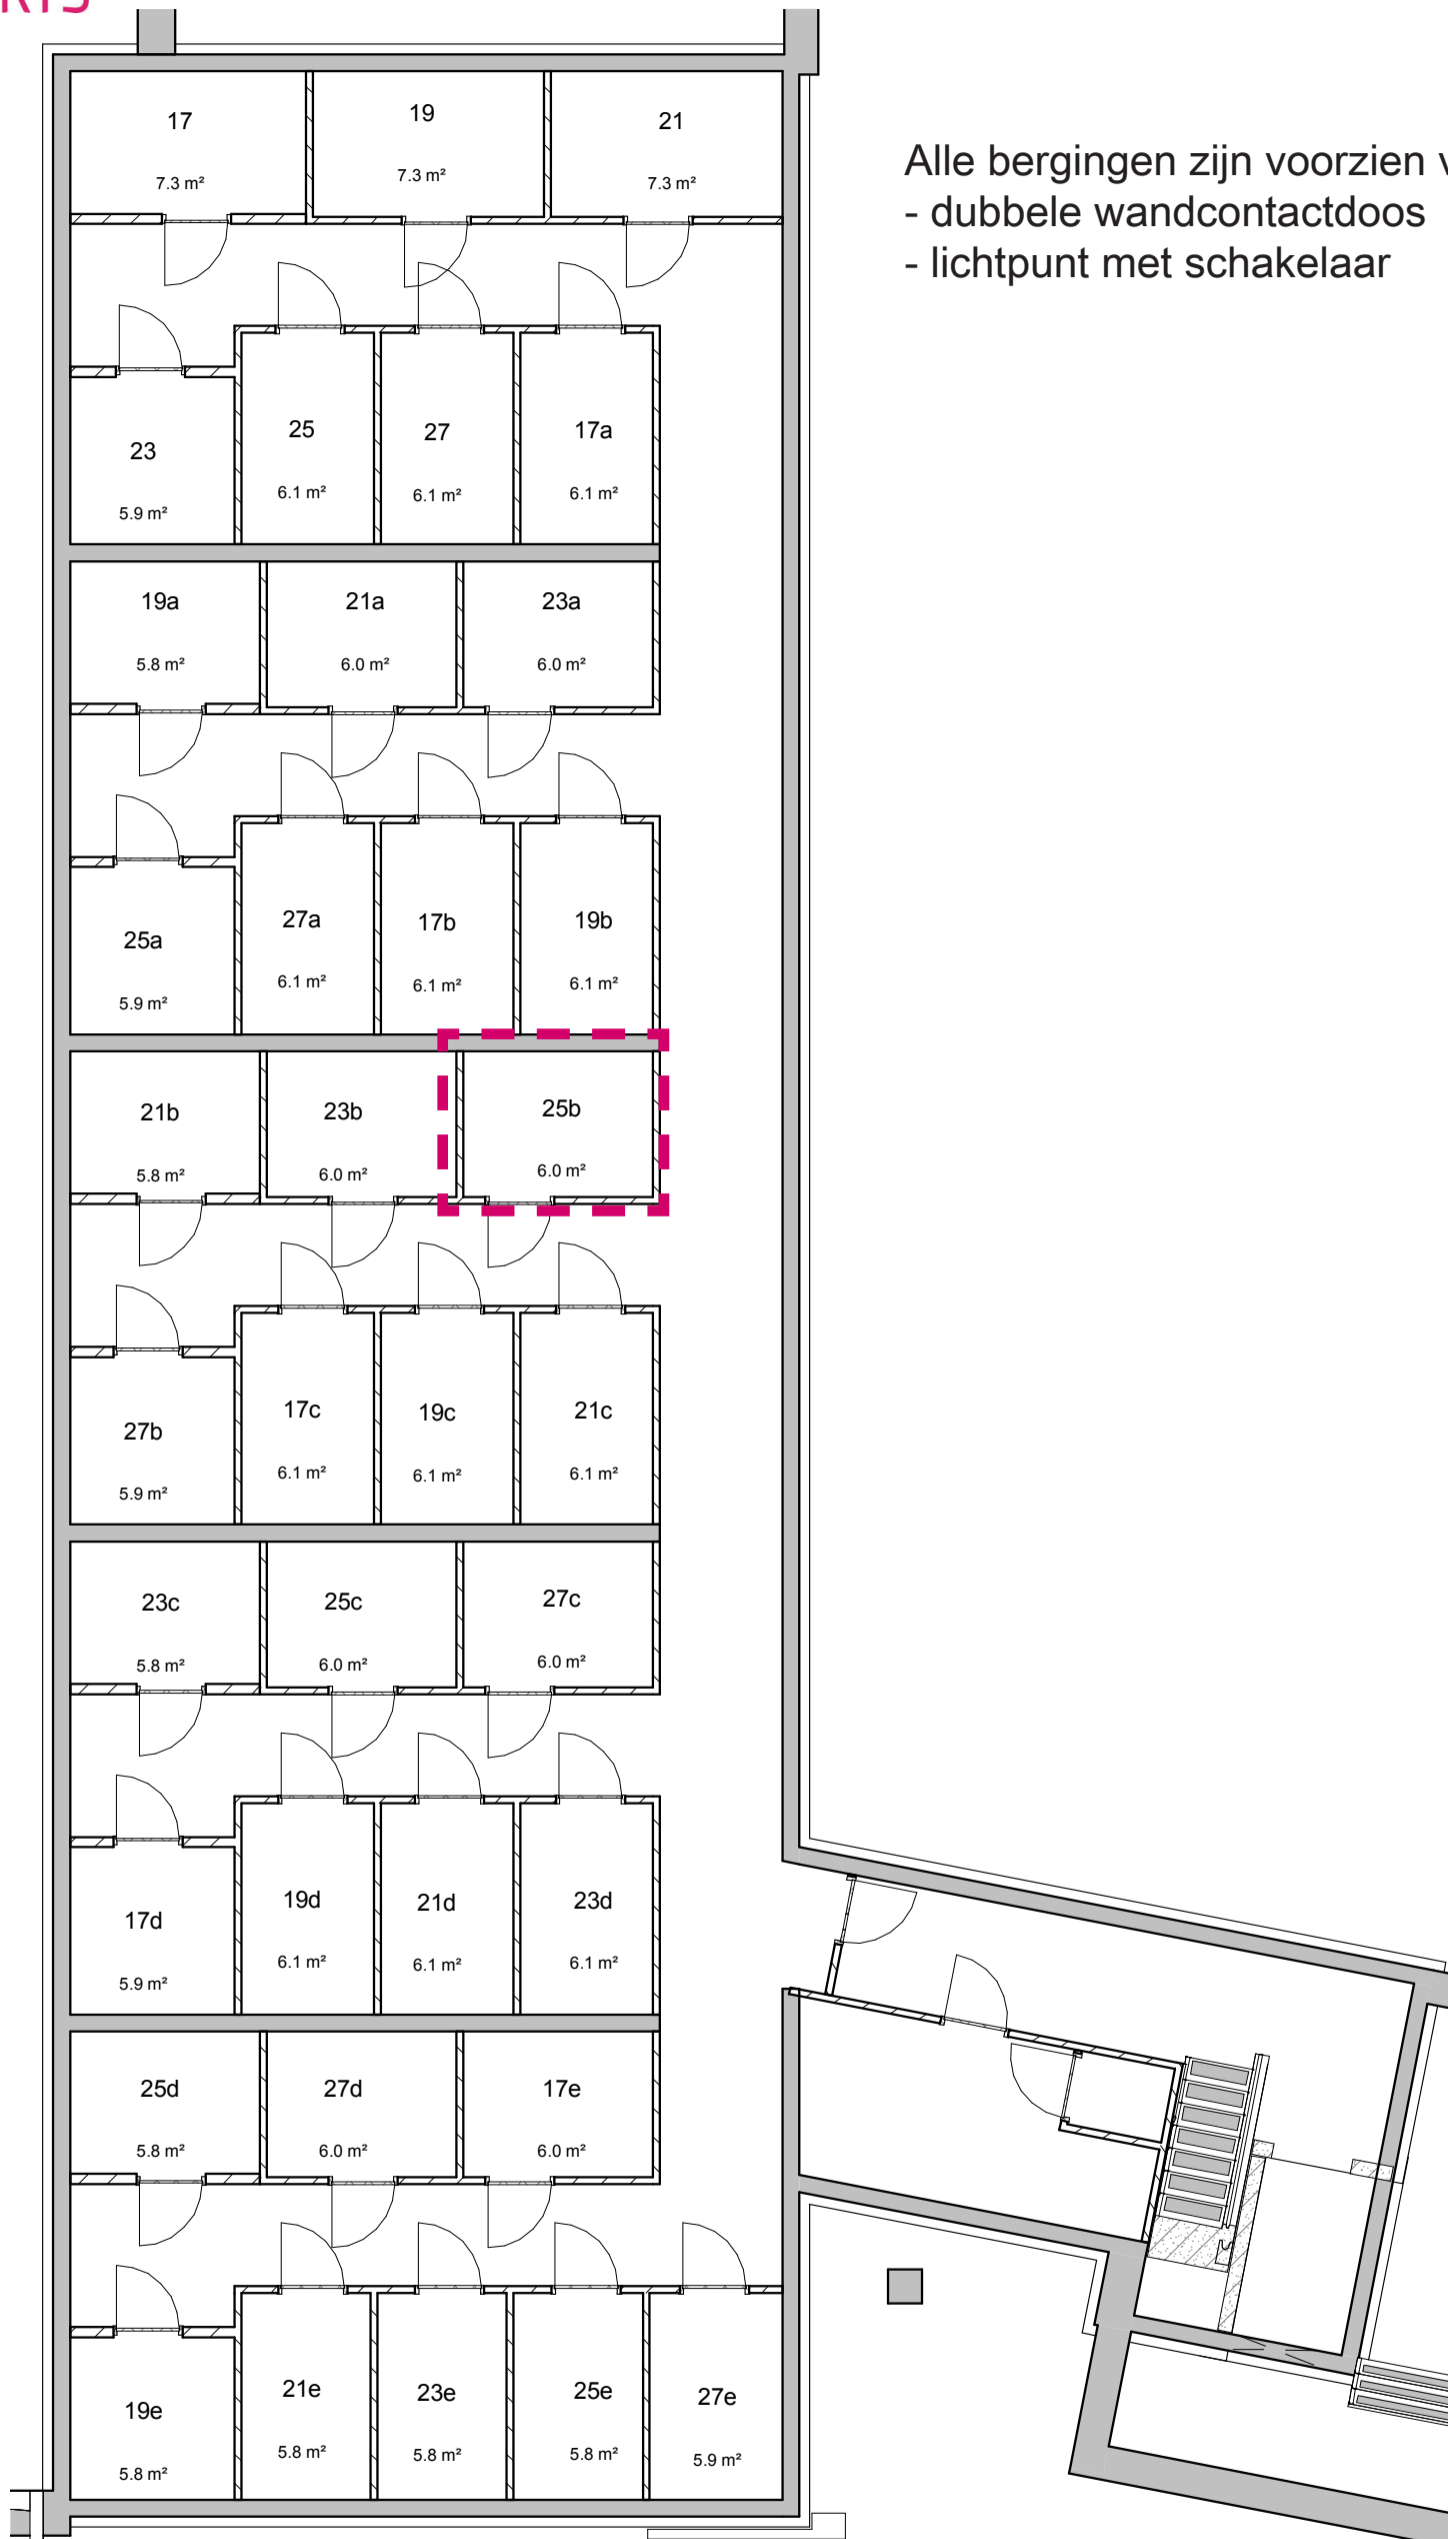 Alle bergingen zijn voorzien
- dubbele wandcontactdoos
- lichtpunt met schakelaar
17
7.3 m²
19
7.3 m²
21
7.3 m²
23
5.9 m²
25
6.1 m²
27
6.1 m²
17a
6.1 m²
19a
5.8 m²
21a
6.0 m²
23a
6.0 m²
25a
5.9 m²
27a
6.1 m²
17b
6.1 m²
19b
6.1 m²
21b
5.8 m²
23b
6.0 m²
25b
6.0 m²
27b
5.9 m²
17c
6.1 m²
19c
6.1 m²
21c
6.1 m²
23c
5.8 m²
25c
6.0 m²
27c
6.0 m²
17d
5.9 m²
19d
6.1 m²
21d
6.1 m²
23d
6.1 m²
25d
5.8 m²
27d
6.0 m²
17e
6.0 m²
19e
5.8 m²
21e
5.8 m²
23e
5.8 m²
25e
5.8 m²
27e
5.9 m²